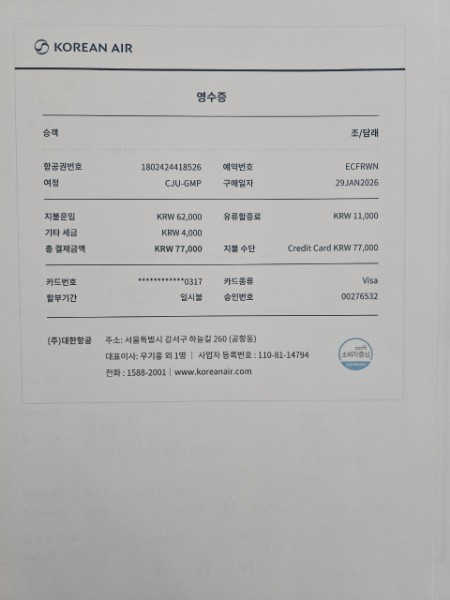 KOREAN AIR
영수증
승객 조/담래
항공권번호 1802424418526 예약번호 ECFRWN
여정 CJU-GMP 구매일자 29JAN2026
지불운임 KRW 62,000 유류할증료 KRW 11,000
기타 세금 KRW 4,000
총 결제금액 KRW 77,000 지불 수단 Credit Card KRW 77,000
카드번호 ************0317 카드종류 Visa
할부기간 일시불 승인번호 00276532
(주)대한항공 주소: 서울특별시 강서구 하늘길 260 (공항동)
대표이사: 우기홍 외 1명 | 사업자 등록번호 : 110-81-14794
전화 : 1588-2001 | www.koreanair.com
소비자중심